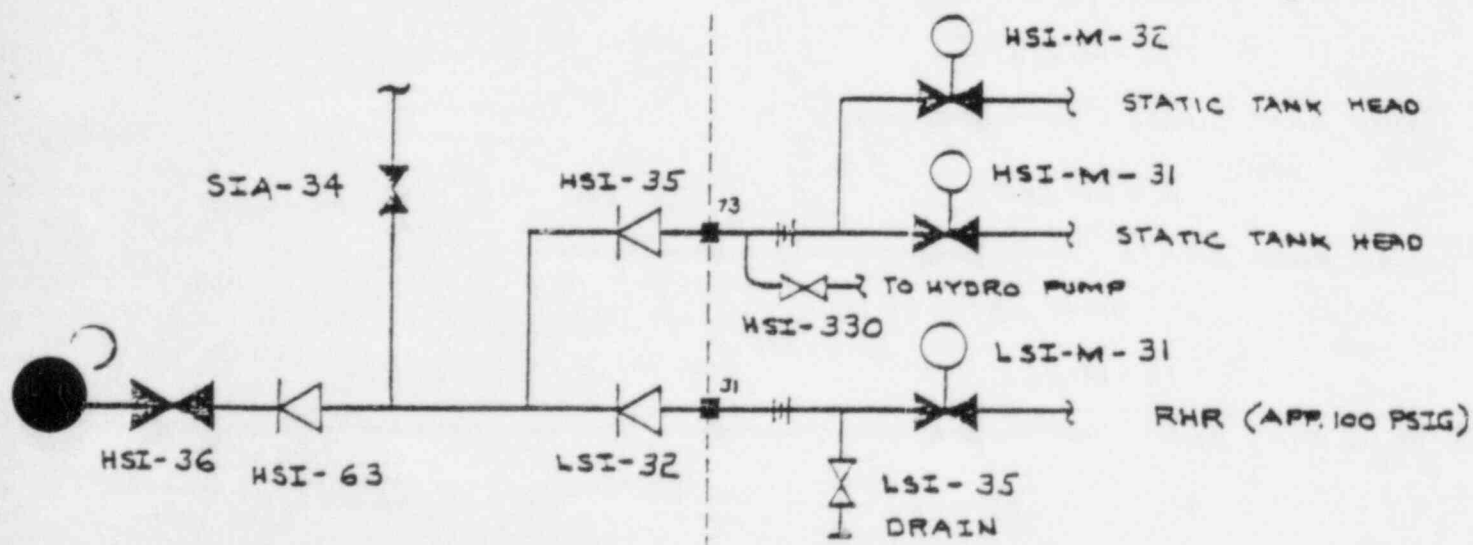 HSI-M-32
STATIC TANK HEAD
SIA-34
HSI-35
73
HSI-M-31
STATIC TANK HEAD
TO HYDRO PUMP
HSI-330
LSI-M-31
31
RHR (APP. 100 PSIG)
HSI-36
HSI-63
LSI-32
LSI-35
DRAIN